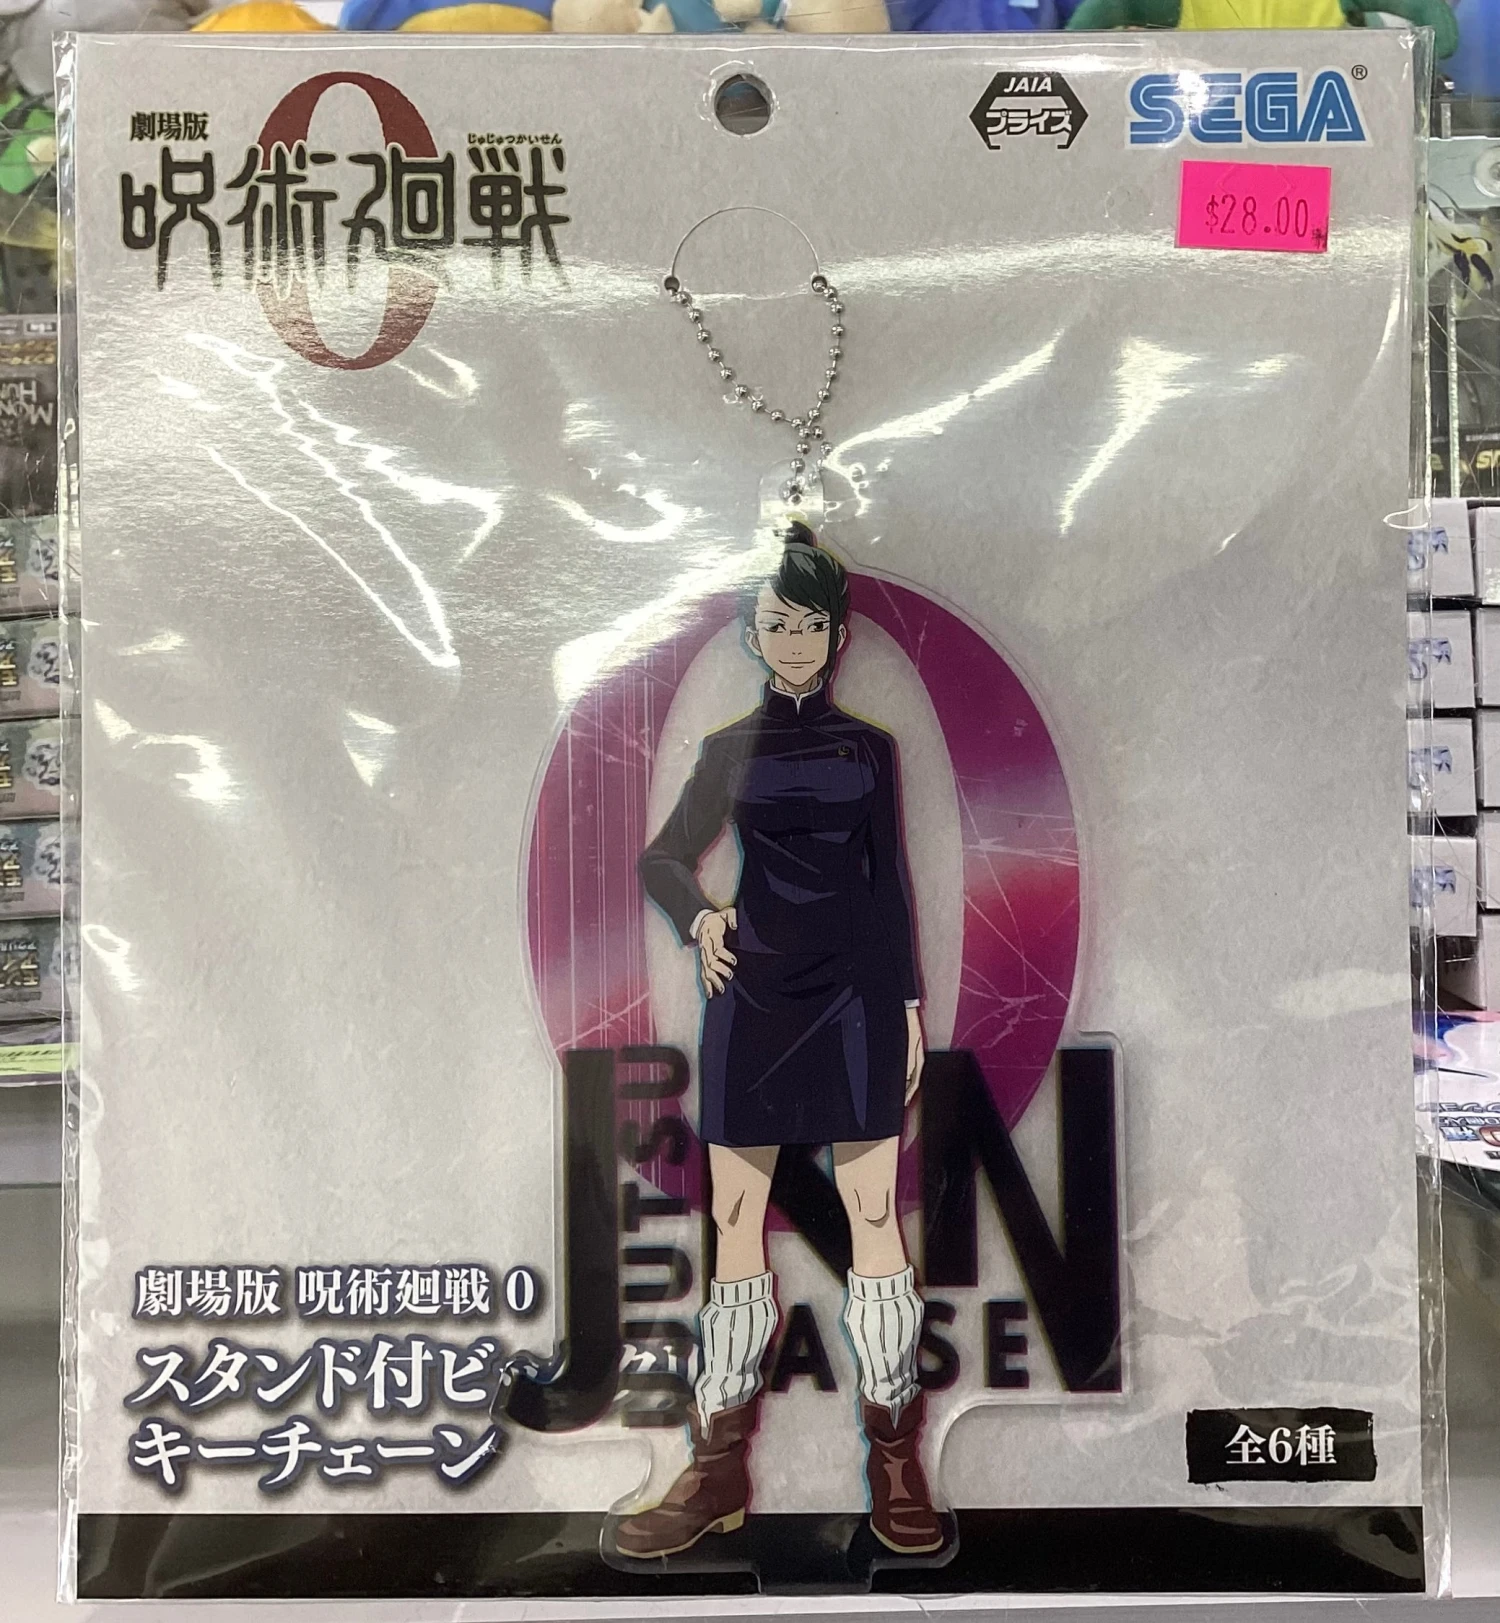 劇場版
じゅじゅつかいせん
呪術廻戦
0
JAIA
プライズ
SEGA®
$28.00
JUJUTSU
劇場版 呪術廻戦 0
スタンド付ビ
キーチェーン
全6種